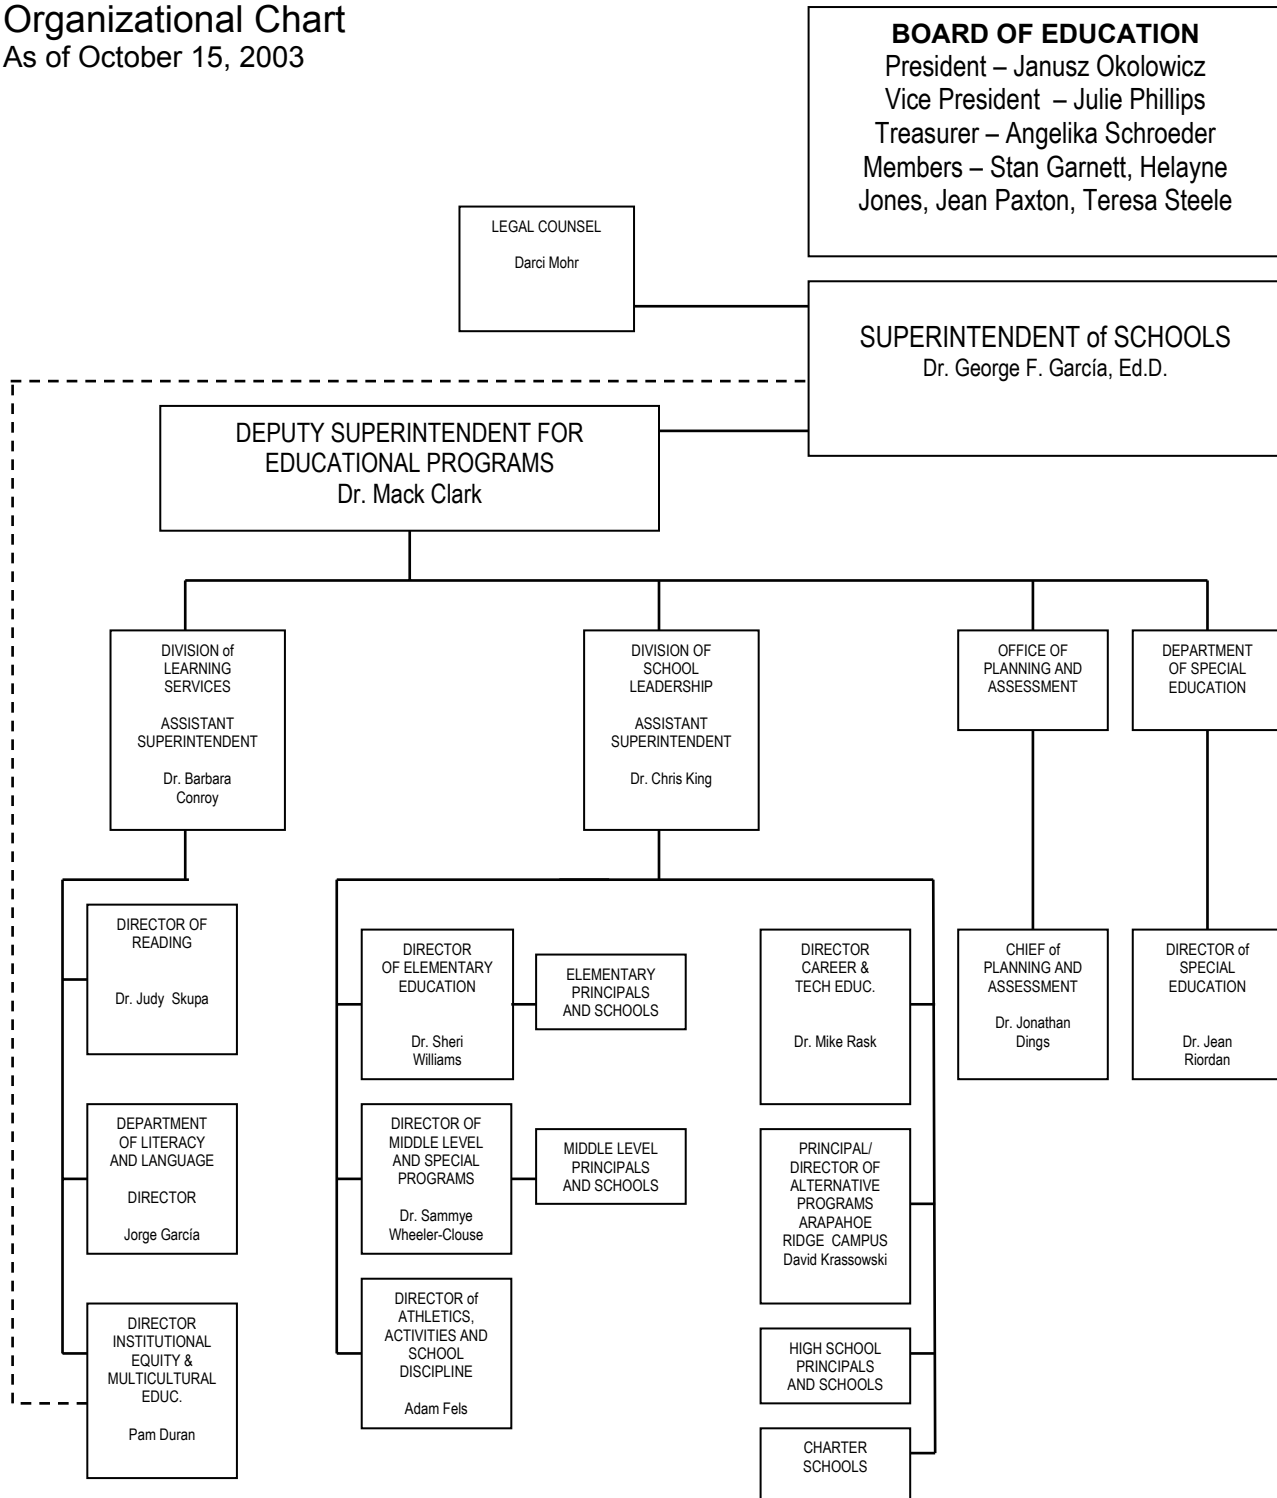 Organizational Chart
As of October 15, 2003
BOARD OF EDUCATION
President – Janusz Okolowicz
Vice President – Julie Phillips
Treasurer – Angelika Schroeder
Members – Stan Garnett, Helayne
Jones, Jean Paxton, Teresa Steele
LEGAL COUNSEL
Darci Mohr
SUPERINTENDENT of SCHOOLS
Dr. George F. García, Ed.D.
DEPUTY SUPERINTENDENT FOR
EDUCATIONAL PROGRAMS
Dr. Mack Clark
DIVISION of
LEARNING
SERVICES
ASSISTANT
SUPERINTENDENT
Dr. Barbara
Conroy
DIVISION OF
SCHOOL
LEADERSHIP
ASSISTANT
SUPERINTENDENT
Dr. Chris King
OFFICE OF
PLANNING AND
ASSESSMENT
DEPARTMENT
OF SPECIAL
EDUCATION
DIRECTOR OF
READING
Dr. Judy Skupa
DIRECTOR
OF ELEMENTARY
EDUCATION
Dr. Sheri
Williams
ELEMENTARY
PRINCIPALS
AND SCHOOLS
DIRECTOR
CAREER &
TECH EDUC.
Dr. Mike Rask
CHIEF of
PLANNING AND
ASSESSMENT
Dr. Jonathan
Dings
DIRECTOR of
SPECIAL
EDUCATION
Dr. Jean
Riordan
DEPARTMENT
OF LITERACY
AND LANGUAGE
DIRECTOR
Jorge García
DIRECTOR OF
MIDDLE LEVEL
AND SPECIAL
PROGRAMS
Dr. Sammye
Wheeler-Clouse
MIDDLE LEVEL
PRINCIPALS
AND SCHOOLS
PRINCIPAL/
DIRECTOR OF
ALTERNATIVE
PROGRAMS
ARAPAHOE
RIDGE CAMPUS
David Krassowski
DIRECTOR
INSTITUTIONAL
EQUITY &
MULTICULTURAL
EDUC.
Pam Duran
DIRECTOR of
ATHLETICS,
ACTIVITIES AND
SCHOOL
DISCIPLINE
Adam Fels
HIGH SCHOOL
PRINCIPALS
AND SCHOOLS
CHARTER
SCHOOLS